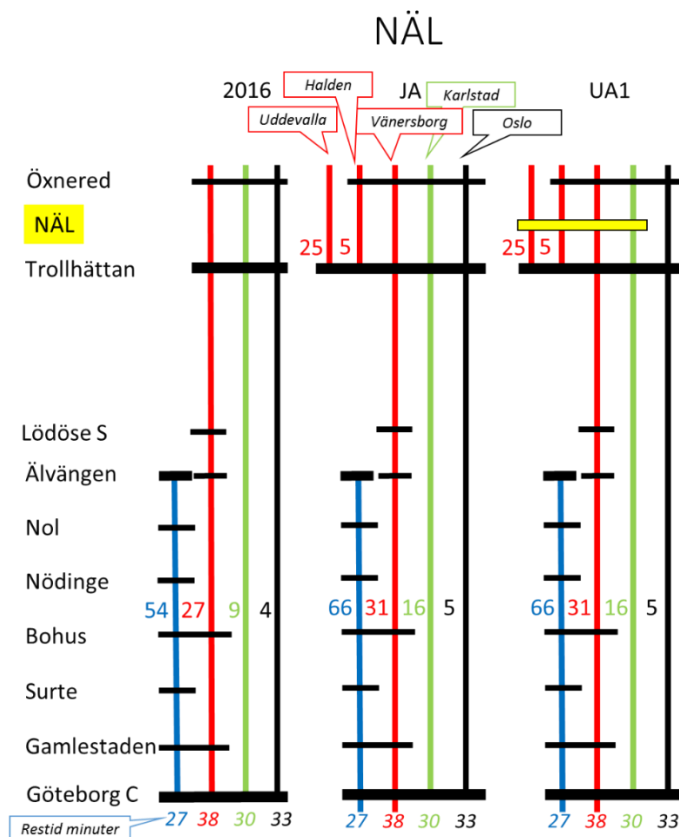 NÄL
2016 Halden JA Karlstad UA1
Uddevalla Vänersborg Oslo
Öxnered
NÄL
25 5 25 5
Trollhättan
Lödöse S
Älvängen
Nol
Nödinge
54 27 9 4 66 31 16 5 66 31 16 5
Bohus
Surte
Gamlestaden
Göteborg C
Restid minuter 27 38 30 33 27 38 30 33 27 38 30 33